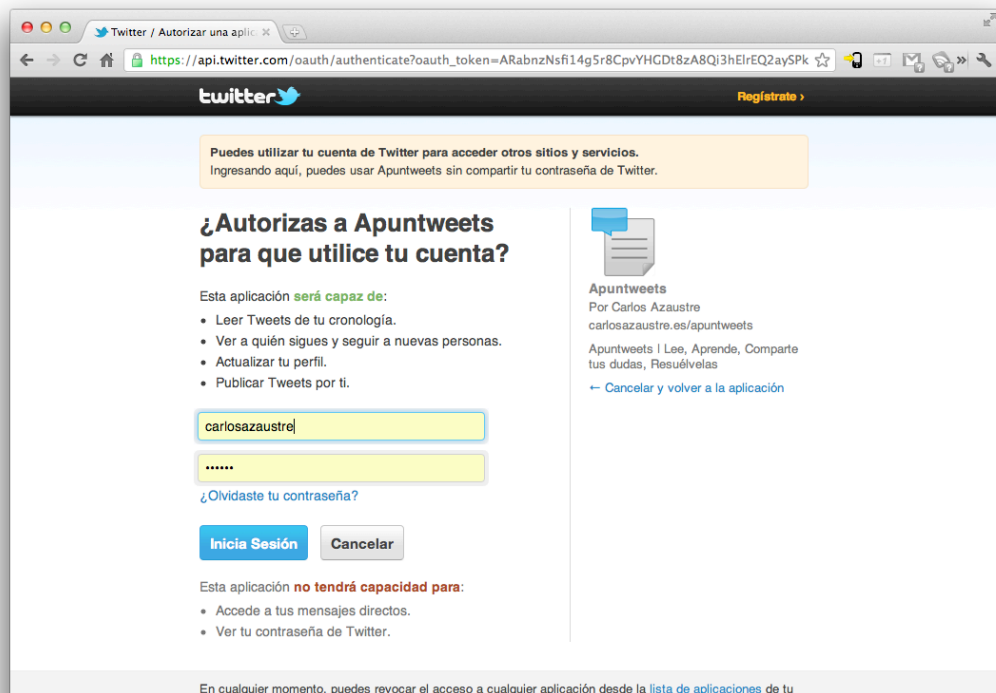 Twitter / Autorizar una aplic
https://api.twitter.com/oauth/authenticate?oauth_token=ARabnzNsfi14g5r8CpvYHGDt8zA8Qi3hElrEQ2aySPk
twitter
Regístrate ›
Puedes utilizar tu cuenta de Twitter para acceder otros sitios y servicios.
Ingresando aquí, puedes usar Apuntweets sin compartir tu contraseña de Twitter.
¿Autorizas a Apuntweets
para que utilice tu cuenta?
Esta aplicación será capaz de:
• Leer Tweets de tu cronología.
• Ver a quién sigues y seguir a nuevas personas.
• Actualizar tu perfil.
• Publicar Tweets por ti.
carlosazaustre
••••••
¿Olvidaste tu contraseña?
Inicia Sesión
Cancelar
Esta aplicación no tendrá capacidad para:
• Accede a tus mensajes directos.
• Ver tu contraseña de Twitter.
Apuntweets
Por Carlos Azaustre
carlosazaustre.es/apuntweets
Apuntweets | Lee, Aprende, Comparte
tus dudas, Resuélvelas
← Cancelar y volver a la aplicación
En cualquier momento, puedes revocar el acceso a cualquier aplicación desde la lista de aplicaciones de tu